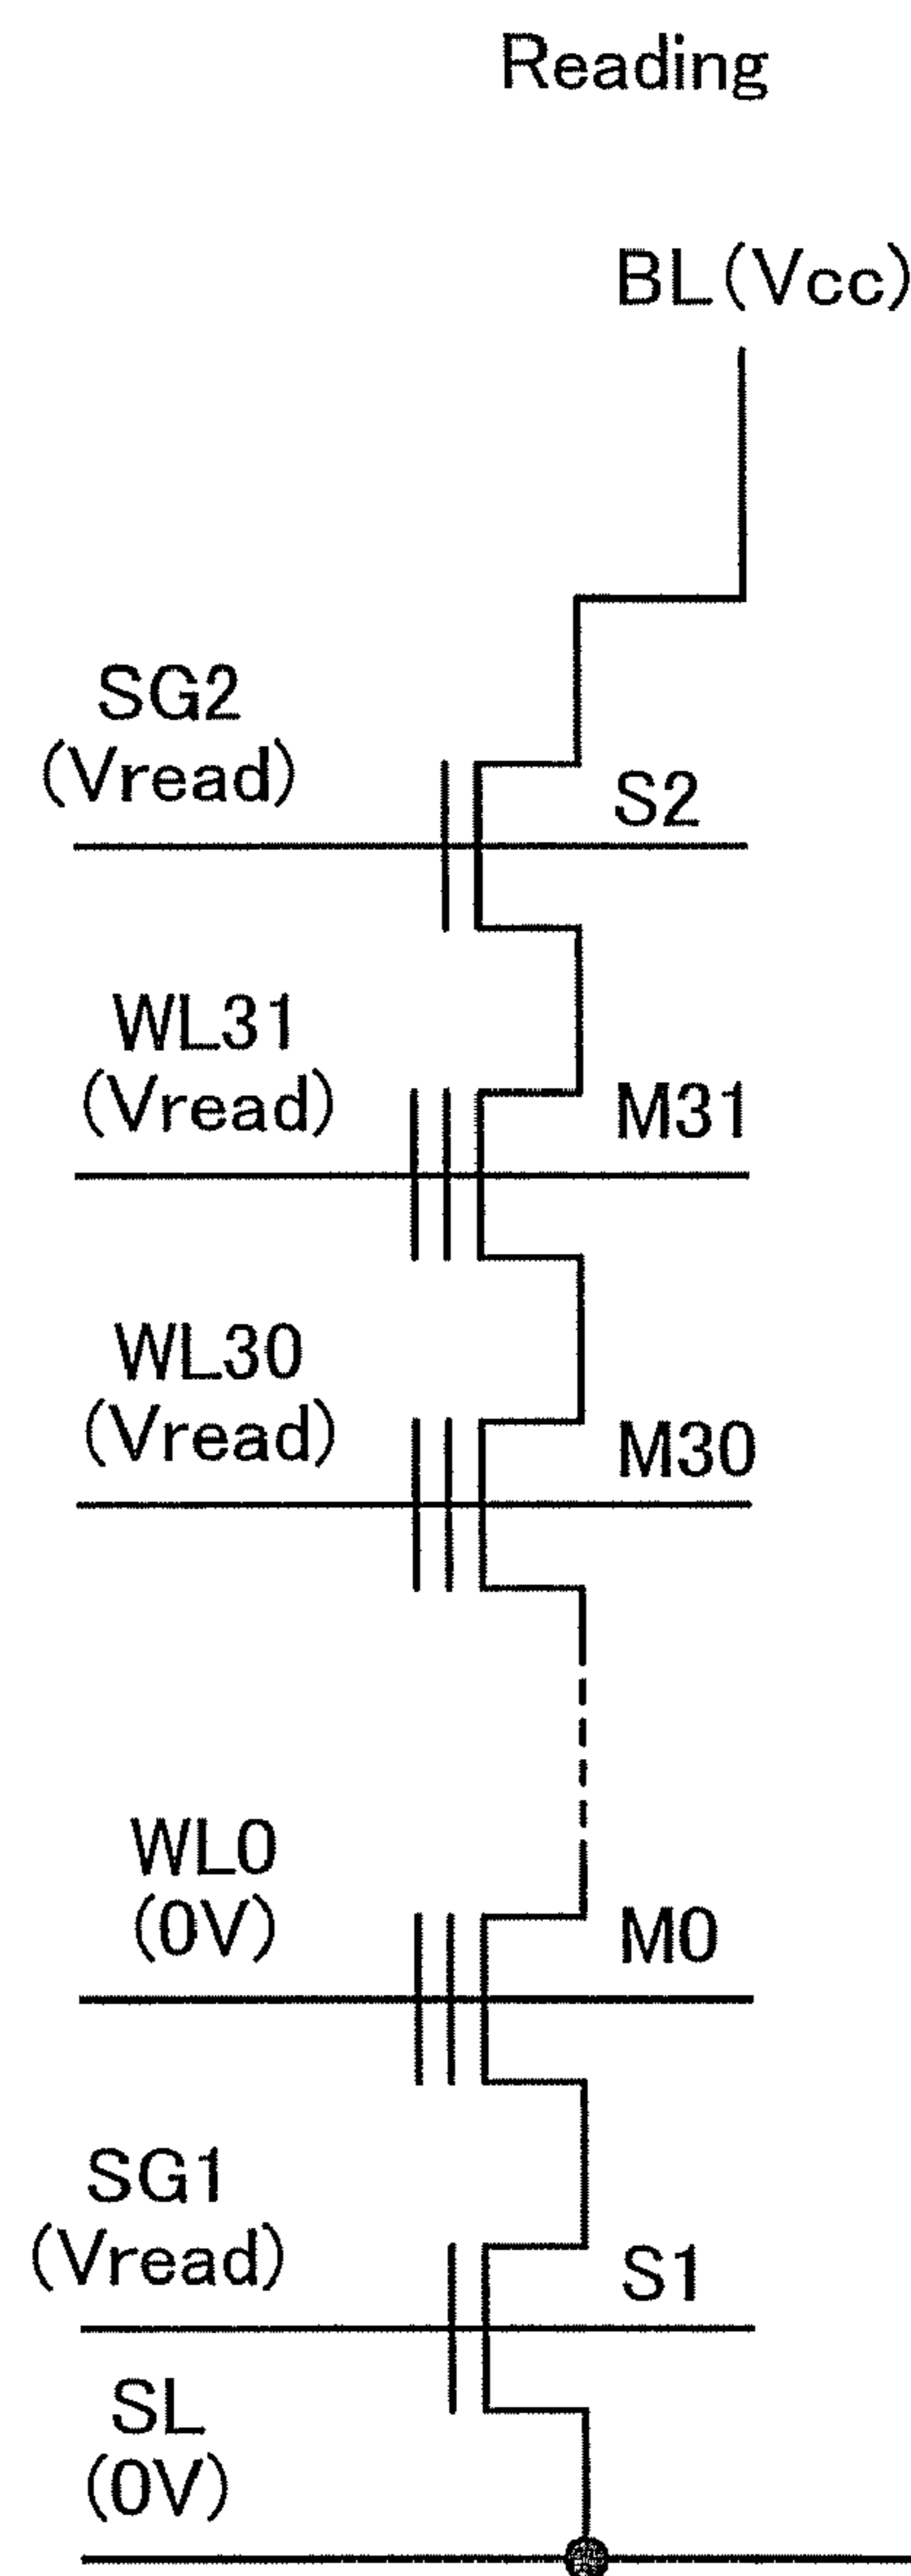 Reading
BL(Vcc)
SG2
(Vread)
S2
WL31
(Vread)
M31
WL30
(Vread)
M30
WL0
(0V)
M0
SG1
(Vread)
S1
SL
(0V)